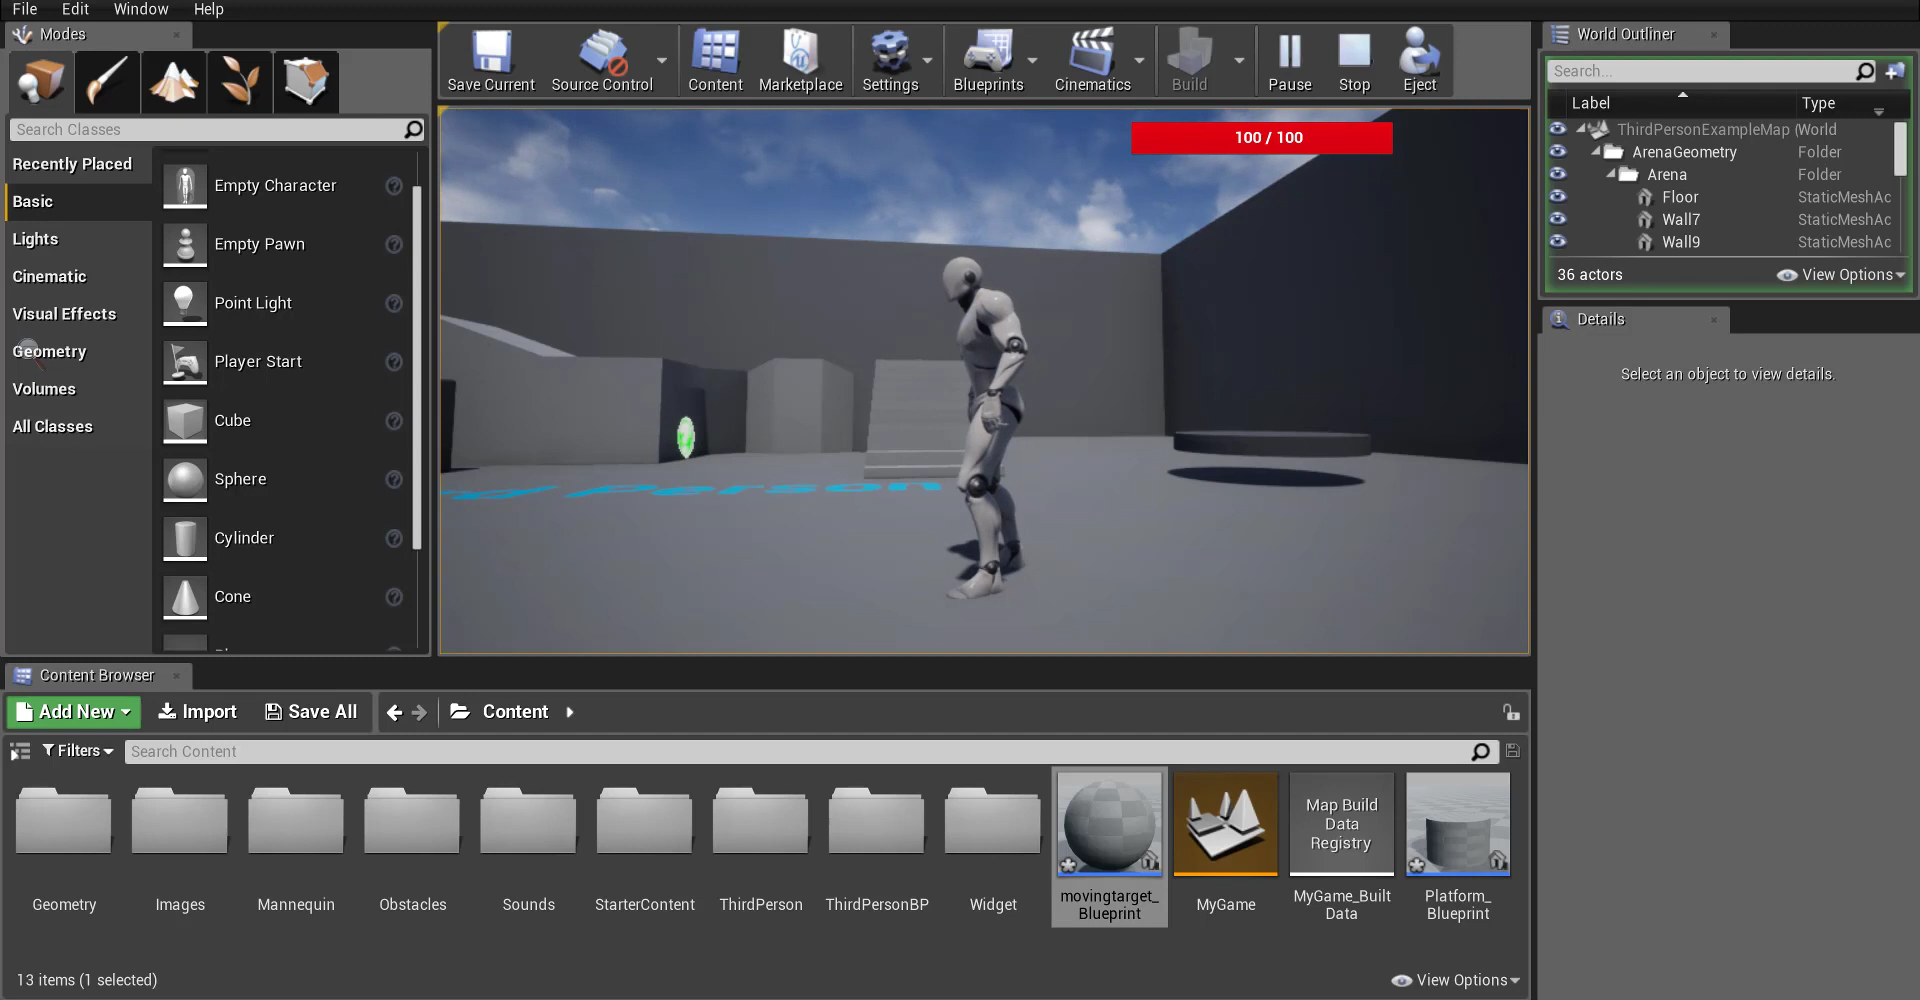 File Edit Window Help
Modes
Search Classes
Recently Placed
Basic
Lights
Cinematic
Visual Effects
Geometry
Volumes
All Classes
Empty Character
Empty Pawn
Point Light
Player Start
Cube
Sphere
Cylinder
Cone
Save Current Source Control Content Marketplace Settings Blueprints Cinematics Build Pause Stop Eject
100 / 100
person
World Outliner
Search...
Label Type
ThirdPersonExampleMap (World
ArenaGeometry Folder
Arena Folder
Floor StaticMeshAc
Wall7 StaticMeshAc
Wall9 StaticMeshAc
36 actors View Options
Details
Select an object to view details.
Content Browser
Add New Import Save All Content
Filters Search Content
Geometry
Images
Mannequin
Obstacles
Sounds
StarterContent
ThirdPerson
ThirdPersonBP
Widget
movingtarget_
Blueprint
MyGame
Map Build
Data
Registry
MyGame_Built
Data
Platform_
Blueprint
13 items (1 selected) View Options